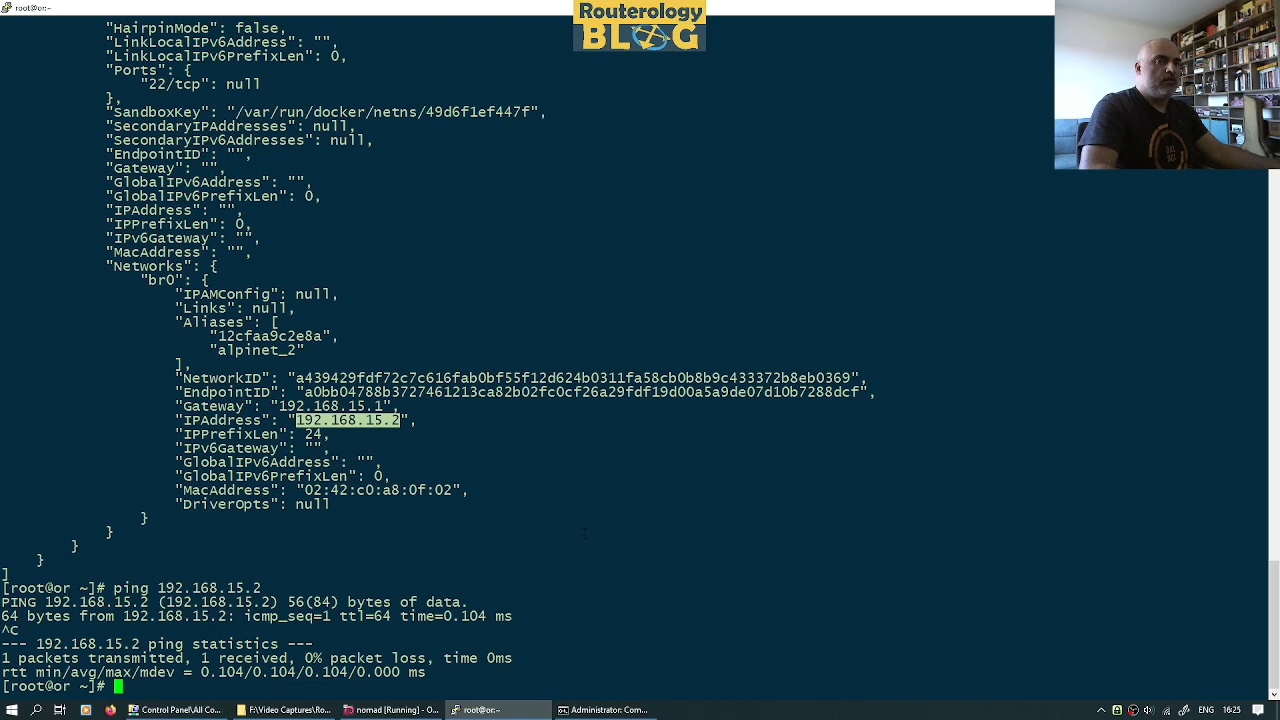 root@or:~
Routerology
BLOG
"HairpinMode": false,
"LinkLocalIPv6Address": "",
"LinkLocalIPv6PrefixLen": 0,
"Ports": {
"22/tcp": null
},
"SandboxKey": "/var/run/docker/netns/49d6f1ef447f",
"SecondaryIPAddresses": null,
"SecondaryIPv6Addresses": null,
"EndpointID": "",
"Gateway": "",
"GlobalIPv6Address": "",
"GlobalIPv6PrefixLen": 0,
"IPAddress": "",
"IPPrefixLen": 0,
"IPv6Gateway": "",
"MacAddress": "",
"Networks": {
"br0": {
"IPAMConfig": null,
"Links": null,
"Aliases": [
"12cfaa9c2e8a",
"alpinet_2"
],
"NetworkID": "a439429fdf72c7c616fab0bf55f12d624b0311fa58cb0b8b9c433372b8eb0369",
"EndpointID": "a0bb04788b3727461213ca82b02fc0cf26a29fdf19d00a5a9de07d10b7288dcf",
"Gateway": "192.168.15.1",
"IPAddress": "192.168.15.2",
"IPPrefixLen": 24,
"IPv6Gateway": "",
"GlobalIPv6Address": "",
"GlobalIPv6PrefixLen": 0,
"MacAddress": "02:42:c0:a8:0f:02",
"DriverOpts": null
}
}
}
}
]
[root@or ~]# ping 192.168.15.2
PING 192.168.15.2 (192.168.15.2) 56(84) bytes of data.
64 bytes from 192.168.15.2: icmp_seq=1 ttl=64 time=0.104 ms
^C
--- 192.168.15.2 ping statistics ---
1 packets transmitted, 1 received, 0% packet loss, time 0ms
rtt min/avg/max/mdev = 0.104/0.104/0.104/0.000 ms
[root@or ~]#
Control Panel\All Co...
F:\Video Captures\Ro...
nomad [Running] - O...
root@or:~
Administrator: Com...
ENG
16:25